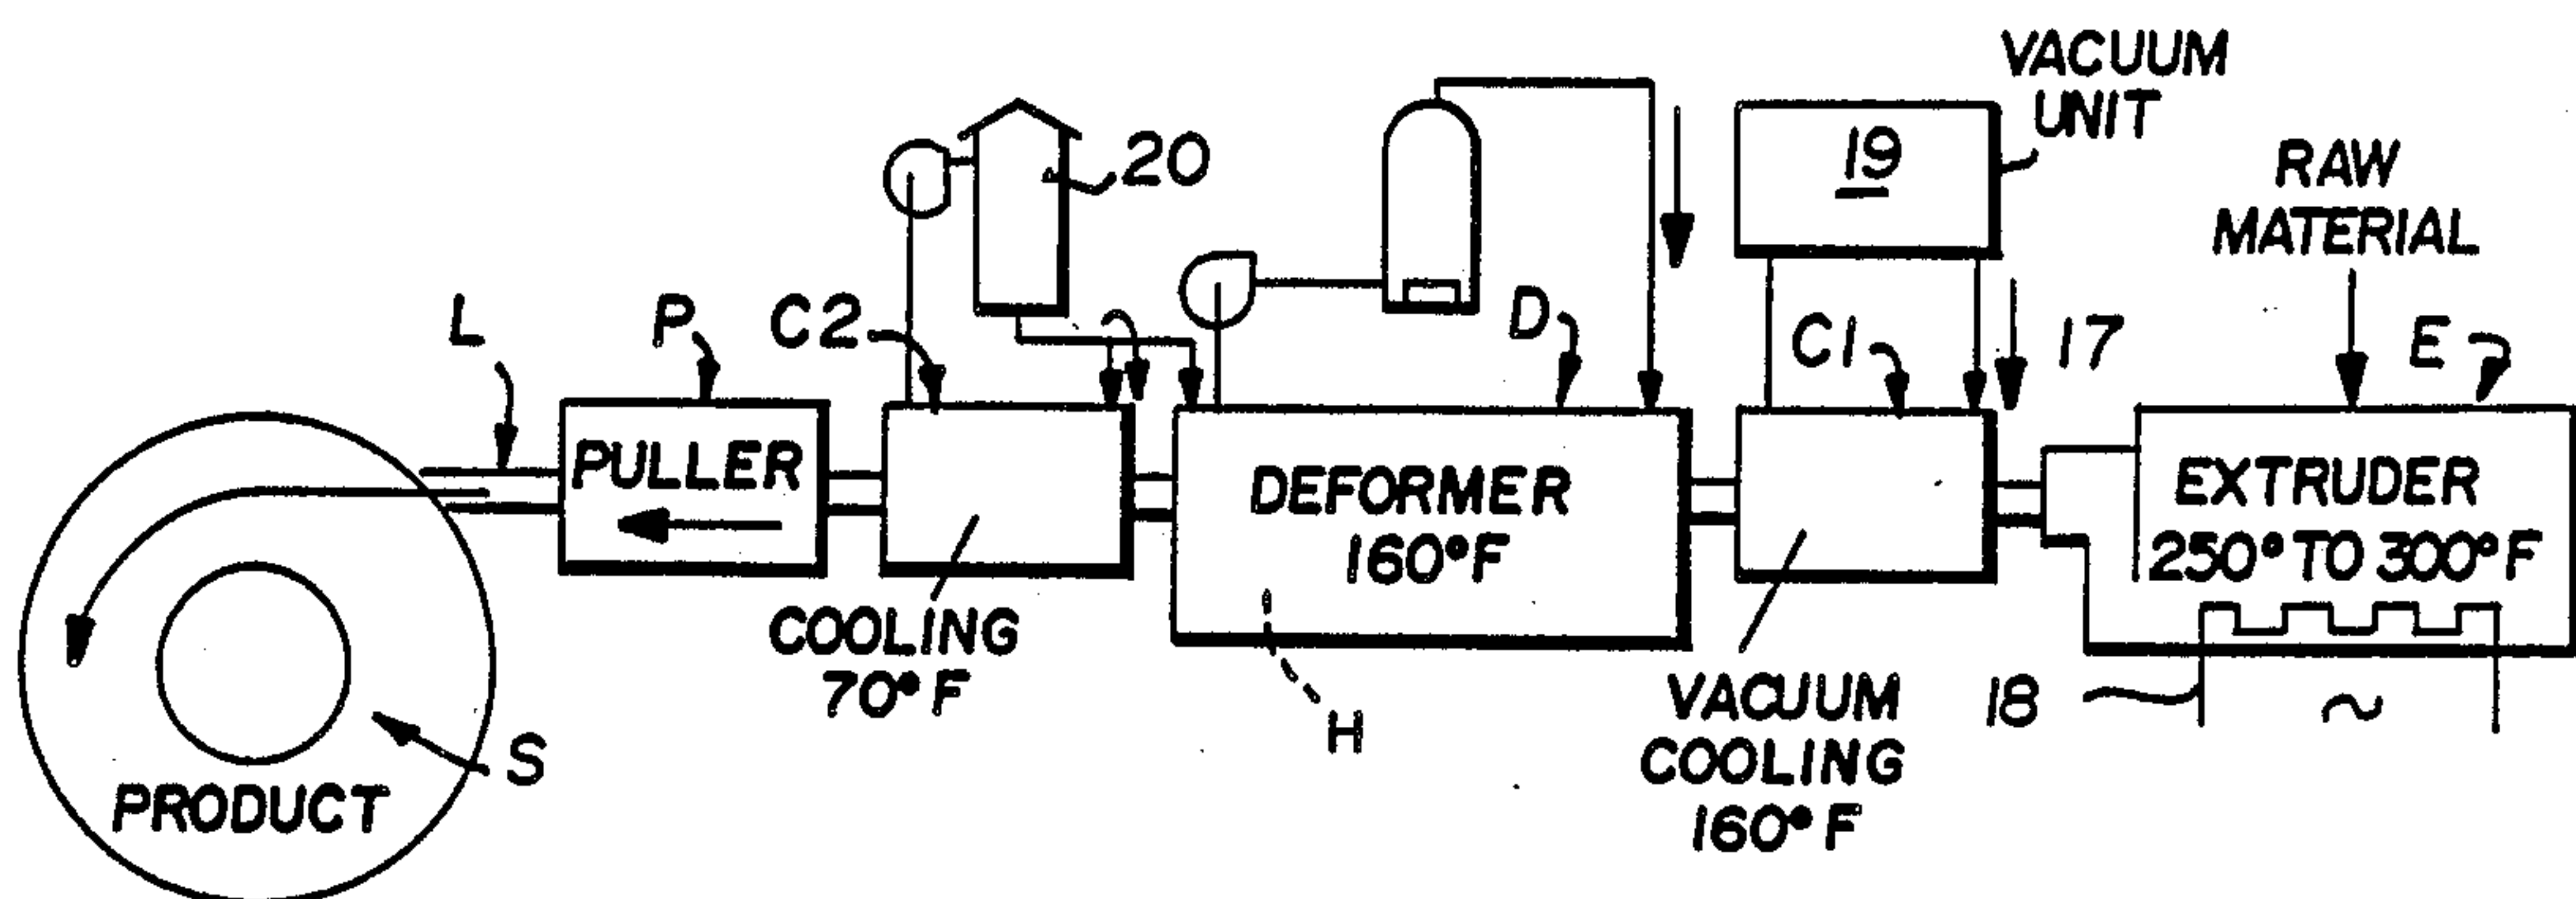 VACUUM
UNIT
19
20
RAW
MATERIAL
L
P
C2
D
C1
17
E
PULLER
DEFORMER
160°F
EXTRUDER
250° TO 300°F
COOLING
70°F
H
VACUUM
COOLING
160°F
18
~
S
PRODUCT